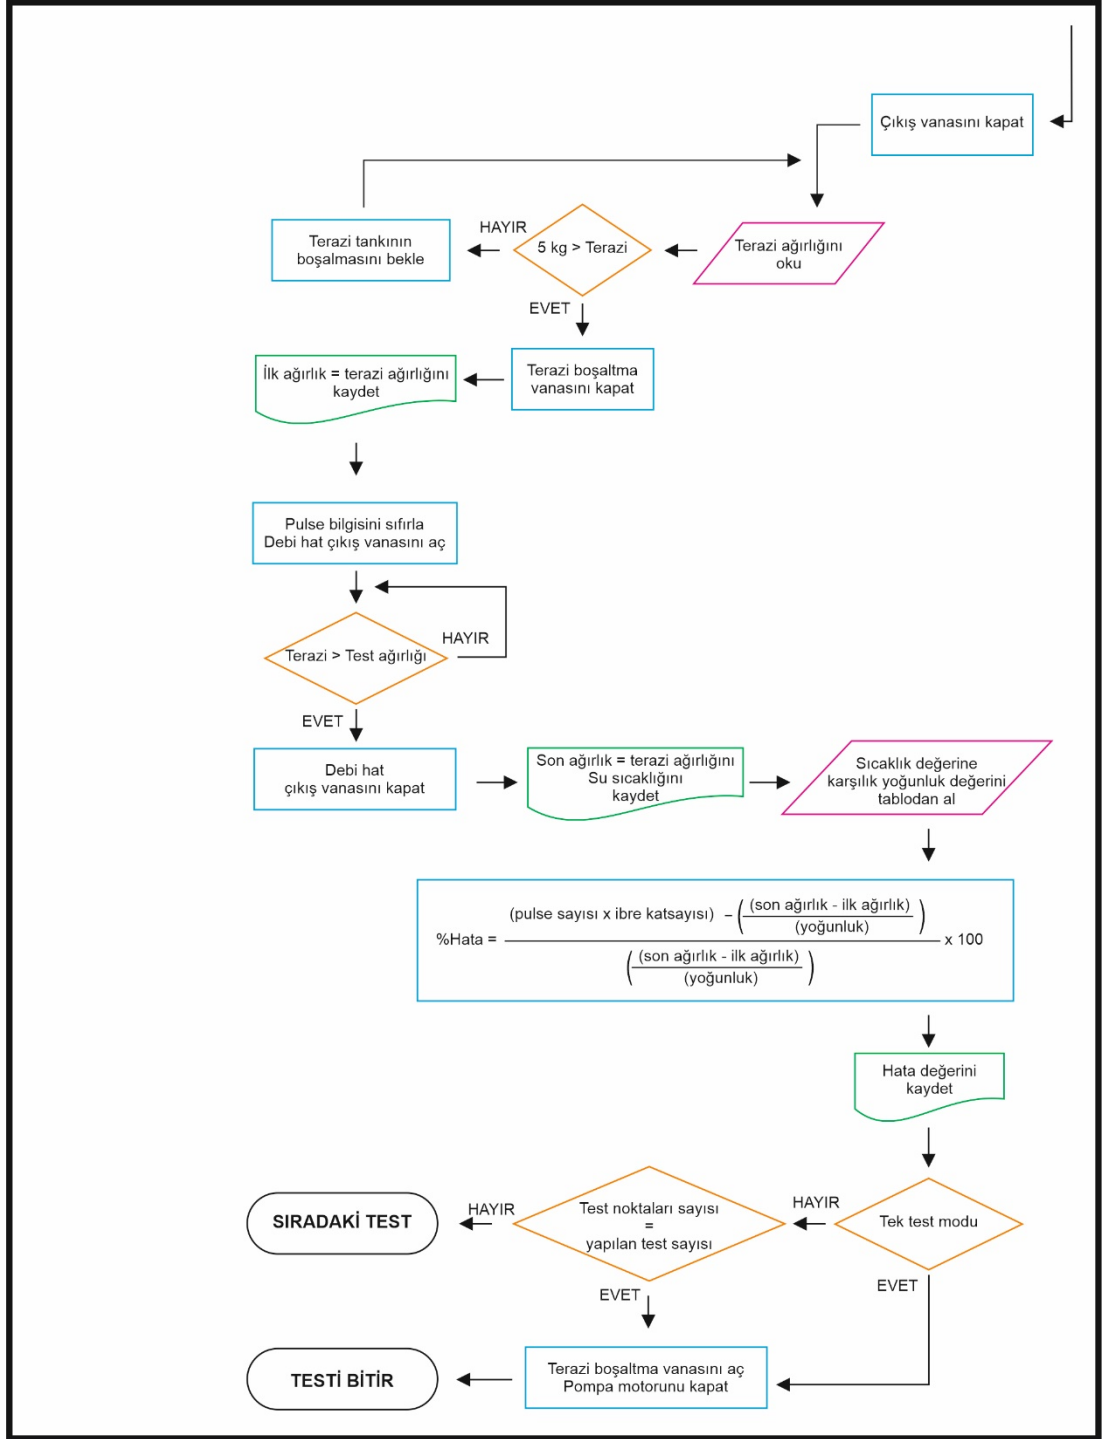 Çıkış vanasını kapat
Terazi ağırlığını
oku
5 kg > Terazi
HAYIR
Terazi tankının
boşalmasını bekle
EVET
Terazi boşaltma
vanasını kapat
İlk ağırlık = terazi ağırlığını
kaydet
Pulse bilgisini sıfırla
Debi hat çıkış vanasını aç
Terazi > Test ağırlığı
HAYIR
EVET
Debi hat
çıkış vanasını kapat
Son ağırlık = terazi ağırlığını
Su sıcaklığını
kaydet
Sıcaklık değerine
karşılık yoğunluk değerini
tablodan al
(pulse sayısı x ibre katsayısı) – ( (son ağırlık - ilk ağırlık) )
(yoğunluk)
%Hata = x 100
( (son ağırlık - ilk ağırlık) )
(yoğunluk)
Hata değerini
kaydet
Tek test modu
HAYIR
Test noktaları sayısı
=
yapılan test sayısı
HAYIR
SIRADAKİ TEST
EVET
EVET
Terazi boşaltma vanasını aç
Pompa motorunu kapat
TESTİ BİTİR